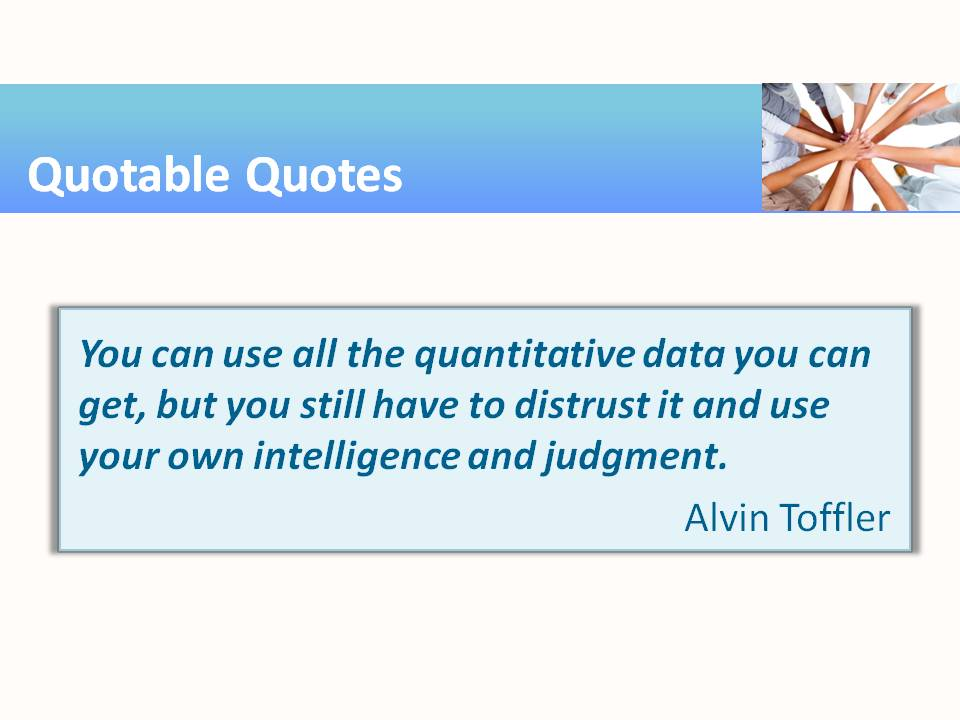 Quotable Quotes
You can use all the quantitative data you can
get, but you still have to distrust it and use
your own intelligence and judgment.
Alvin Toffler